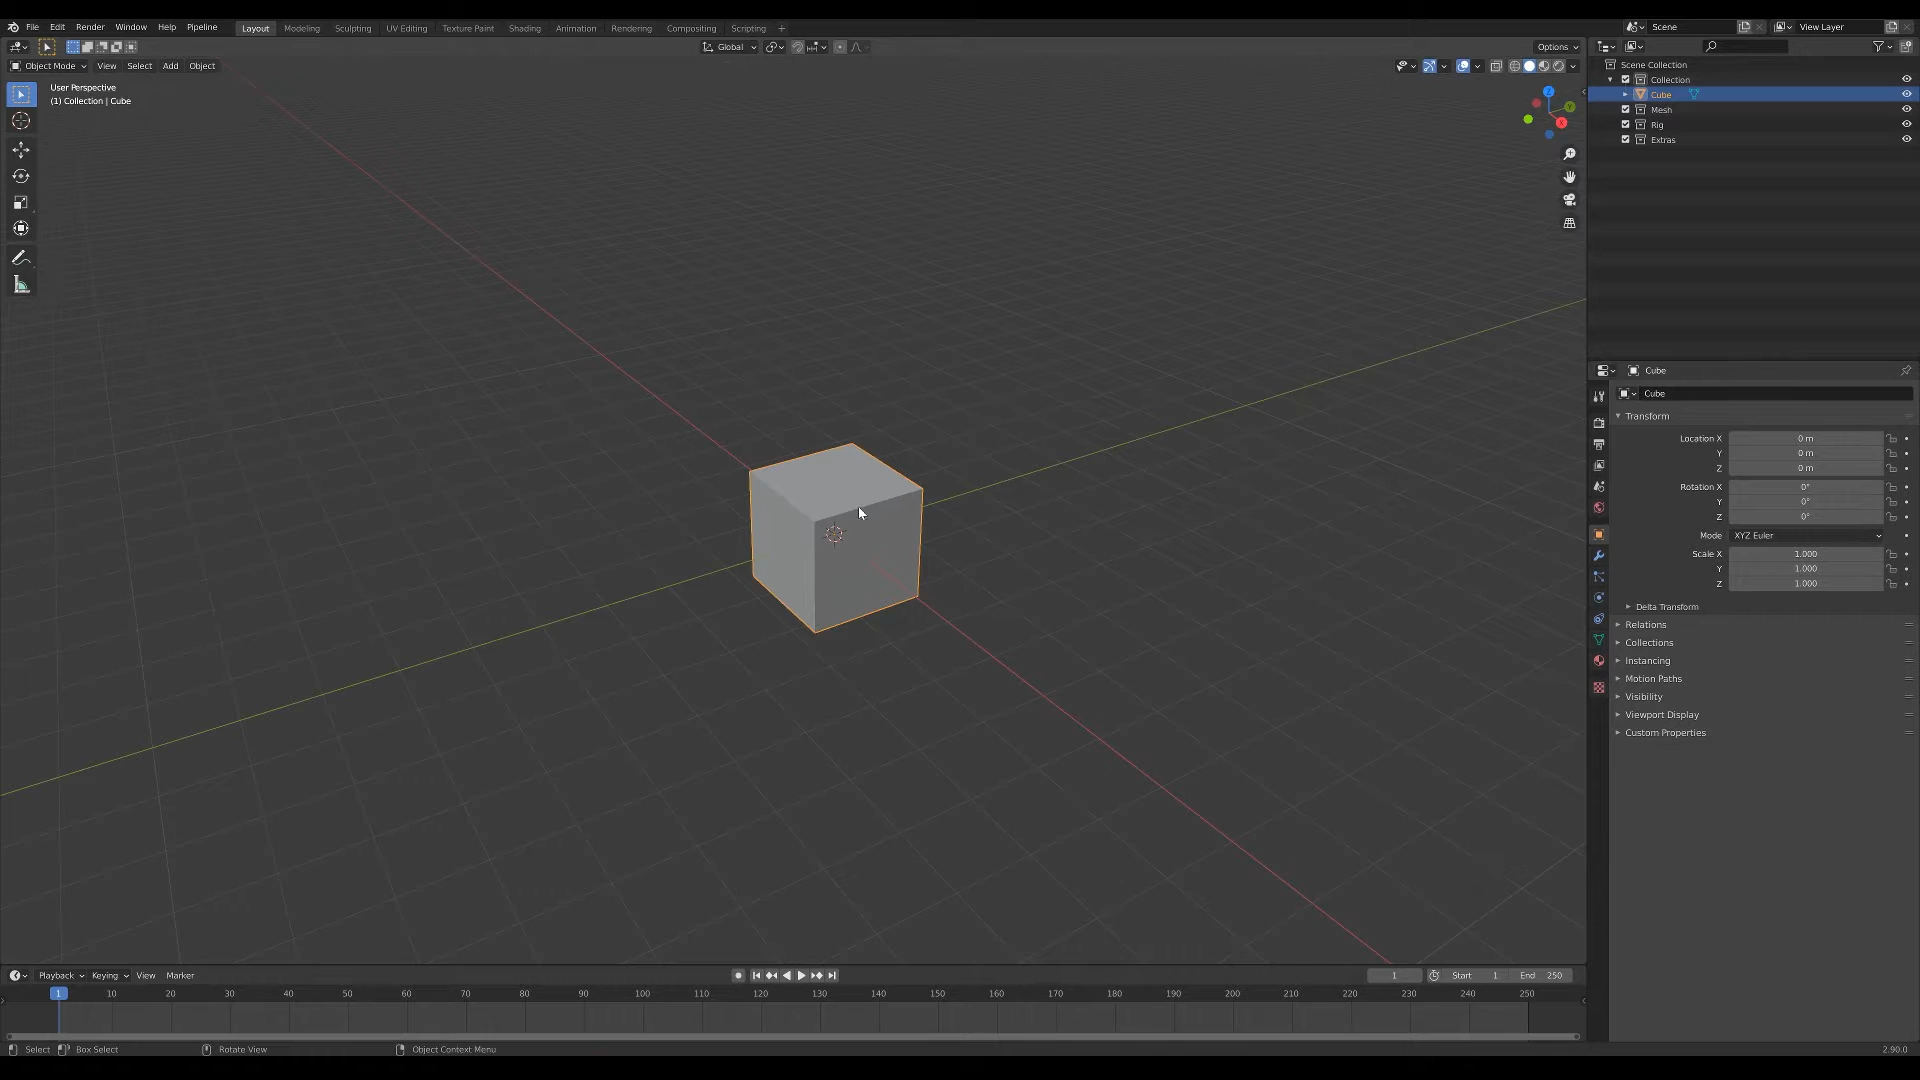 File Edit Render Window Help Pipeline Layout Modeling Sculpting UV Editing Texture Paint Shading Animation Rendering Compositing Scripting + Scene View Layer
Global Options
Object Mode View Select Add Object
User Perspective
(1) Collection | Cube
Z
Y
X
Scene Collection
Collection
Cube
Mesh
Rig
Extras
Cube
Cube
Transform
Location X 0 m
Y 0 m
Z 0 m
Rotation X 0°
Y 0°
Z 0°
Mode XYZ Euler
Scale X 1.000
Y 1.000
Z 1.000
Delta Transform
Relations
Collections
Instancing
Motion Paths
Visibility
Viewport Display
Custom Properties
Playback Keying View Marker 1 Start 1 End 250
1 10 20 30 40 50 60 70 80 90 100 110 120 130 140 150 160 170 180 190 200 210 220 230 240 250
Select Box Select Rotate View Object Context Menu 2.90.0